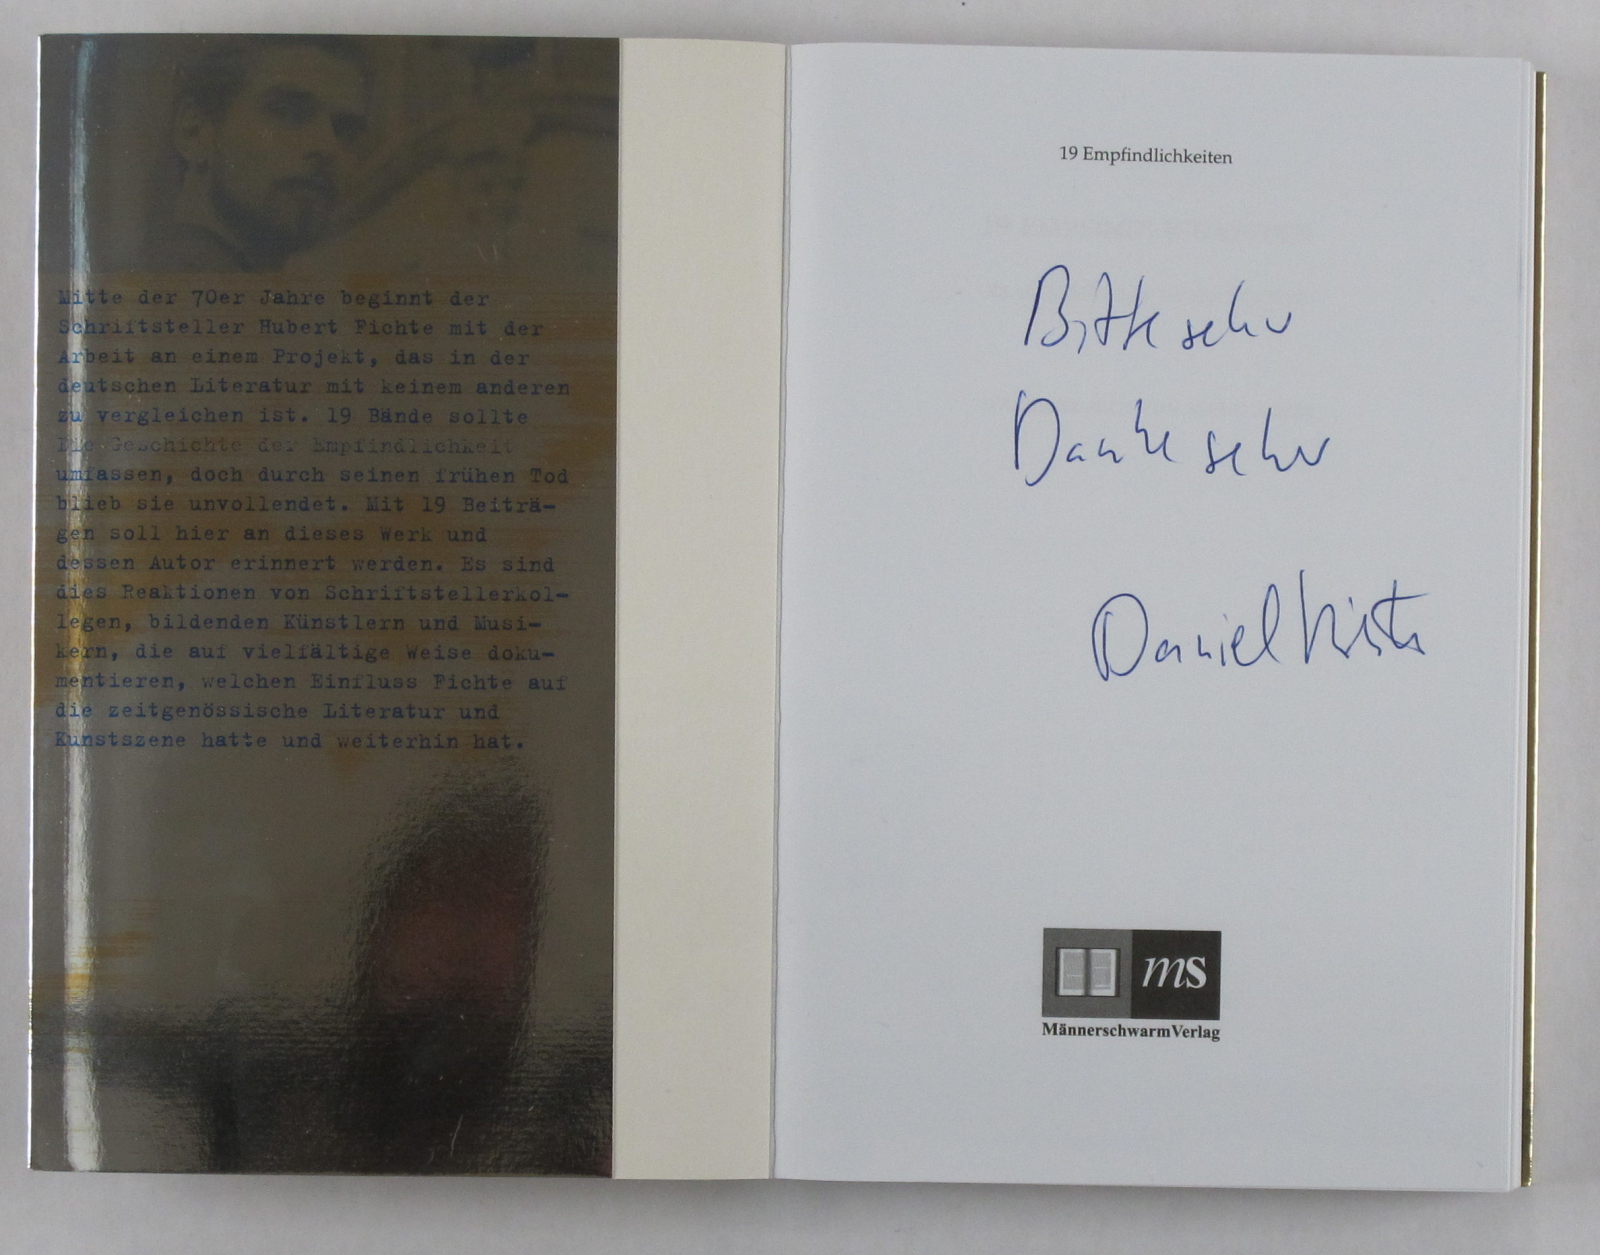 Mitte der 70er Jahre beginnt der
Schriftsteller Hubert Fichte mit der
Arbeit an einem Projekt, das in der
deutschen Literatur mit keinem anderen
zu vergleichen ist. 19 Bände sollte
Die Geschichte der Empfindlichkeit
umfassen, doch durch seinen frühen Tod
blieb sie unvollendet. Mit 19 Beiträ-
gen soll hier an dieses Werk und
dessen Autor erinnert werden. Es sind
dies Reaktionen von Schriftstellerkol-
legen, bildenden Künstlern und Musi-
kern, die auf vielfältige Weise doku-
mentieren, welchen Einfluss Fichte auf
die zeitgenössische Literatur und
Kunstszene hatte und weiterhin hat.
19 Empfindlichkeiten
Bitte sehr
Danke sehr
Daniel
ms
MännerschwarmVerlag